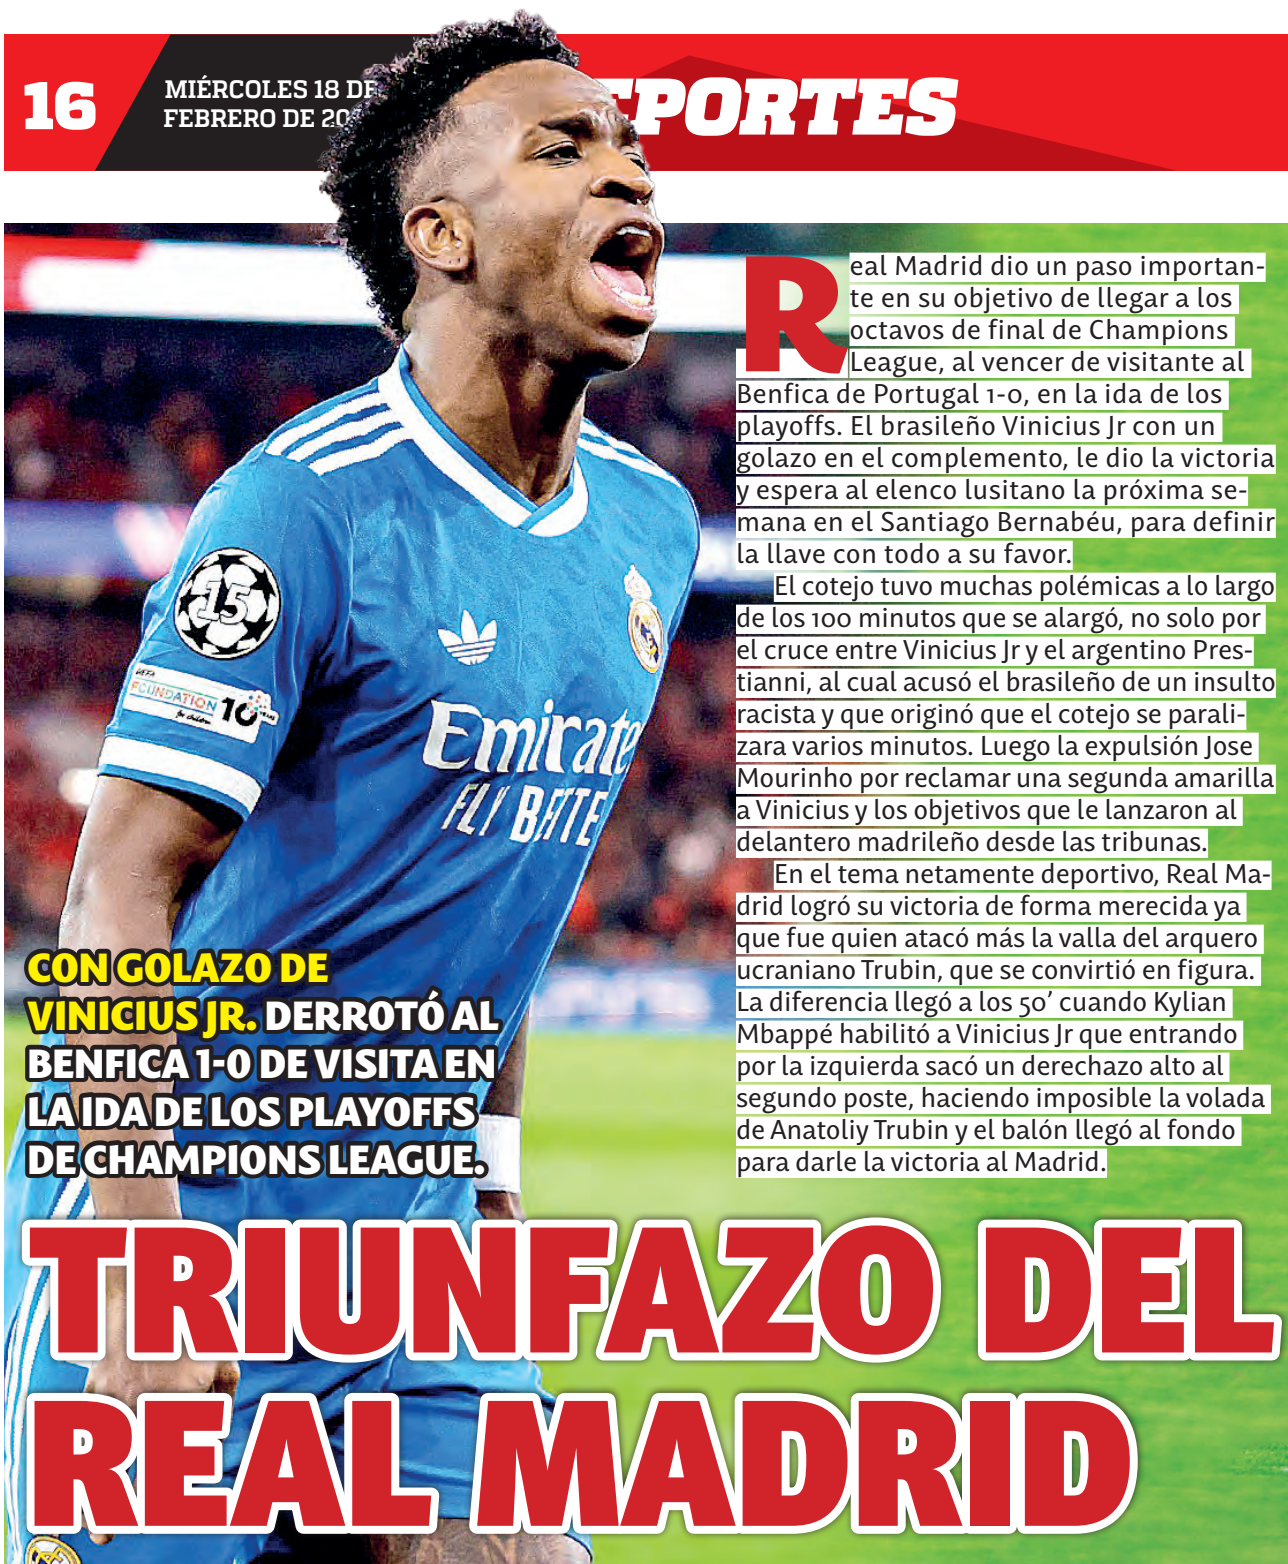 16
MIÉRCOLES 18 DE
FEBRERO DE
EPORTES
Real Madrid dio un paso importan-
te en su objetivo de llegar a los
octavos de final de Champions
League, al vencer de visitante al
Benfica de Portugal 1-0, en la ida de los
playoffs. El brasileño Vinicius Jr con un
golazo en el complemento, le dio la victoria
y espera al elenco lusitano la próxima se-
mana en el Santiago Bernabéu, para definir
la llave con todo a su favor.
El cotejo tuvo muchas polémicas a lo largo
de los 100 minutos que se alargó, no solo por
el cruce entre Vinicius Jr y el argentino Pres-
tianni, al cual acusó el brasileño de un insulto
racista y que originó que el cotejo se parali-
zara varios minutos. Luego la expulsión Jose
Mourinho por reclamar una segunda amarilla
a Vinicius y los objetivos que le lanzaron al
delantero madrileño desde las tribunas.
En el tema netamente deportivo, Real Ma-
drid logró su victoria de forma merecida ya
que fue quien atacó más la valla del arquero
ucraniano Trubin, que se convirtió en figura.
La diferencia llegó a los 50’ cuando Kylian
Mbappé habilitó a Vinicius Jr que entrando
por la izquierda sacó un derechazo alto al
segundo poste, haciendo imposible la volada
de Anatoliy Trubin y el balón llegó al fondo
para darle la victoria al Madrid.
15
UEFA
FOUNDATION
for children
10
YEARS
Emirate
FLY BETTE
CON GOLAZO DE
VINICIUS JR. DERROTÓ AL
BENFICA 1-0 DE VISITA EN
LA IDA DE LOS PLAYOFFS
DE CHAMPIONS LEAGUE.
TRIUNFAZO DEL
REAL MADRID